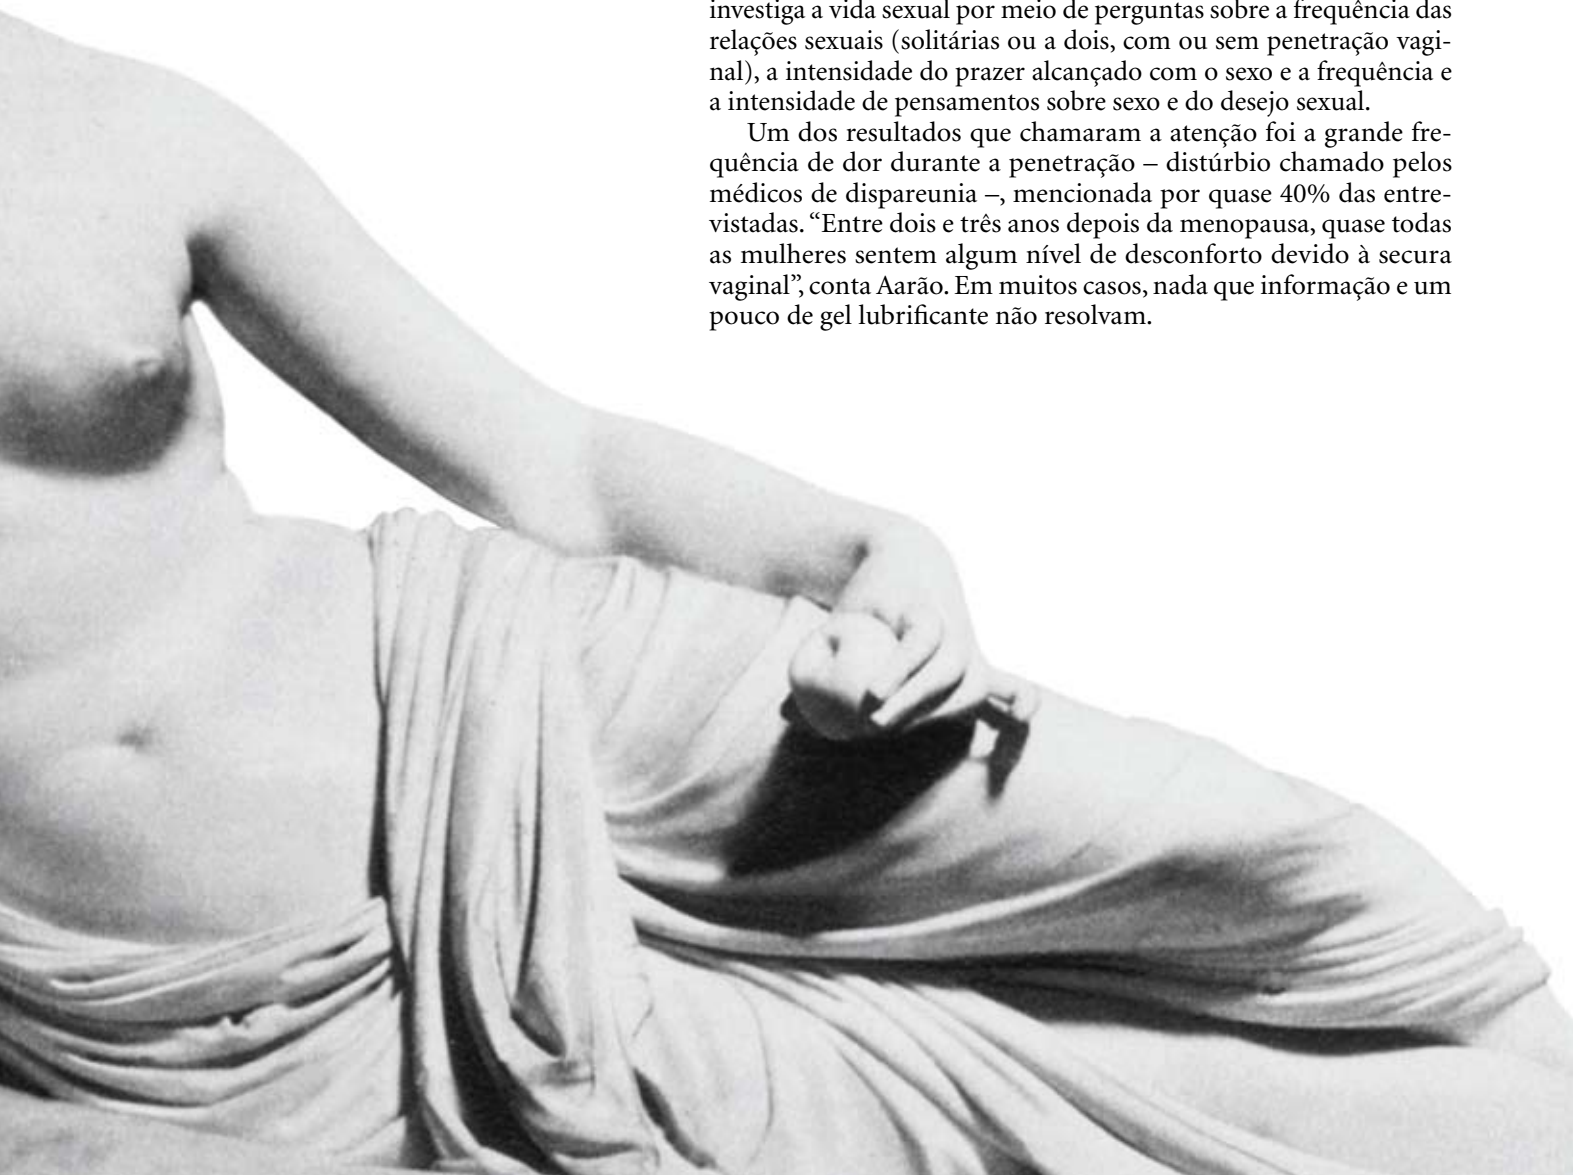 investiga a vida sexual por meio de perguntas sobre a frequência das
relações sexuais (solitárias ou a dois, com ou sem penetração vagi-
nal), a intensidade do prazer alcançado com o sexo e a frequência e
a intensidade de pensamentos sobre sexo e do desejo sexual.
Um dos resultados que chamaram a atenção foi a grande fre-
quência de dor durante a penetração – distúrbio chamado pelos
médicos de dispareunia –, mencionada por quase 40% das entre-
vistadas. “Entre dois e três anos depois da menopausa, quase todas
as mulheres sentem algum nível de desconforto devido à secura
vaginal”, conta Aarão. Em muitos casos, nada que informação e um
pouco de gel lubrificante não resolvam.